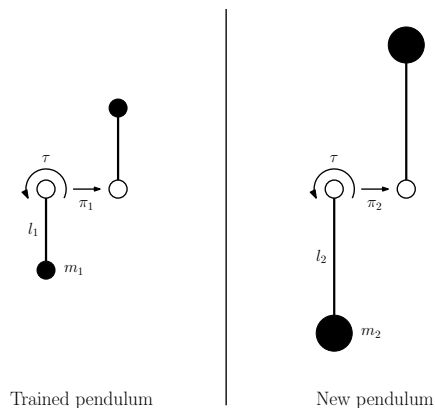 τ
π₁
l₁
m₁
Trained pendulum
τ
π₂
l₂
m₂
New pendulum